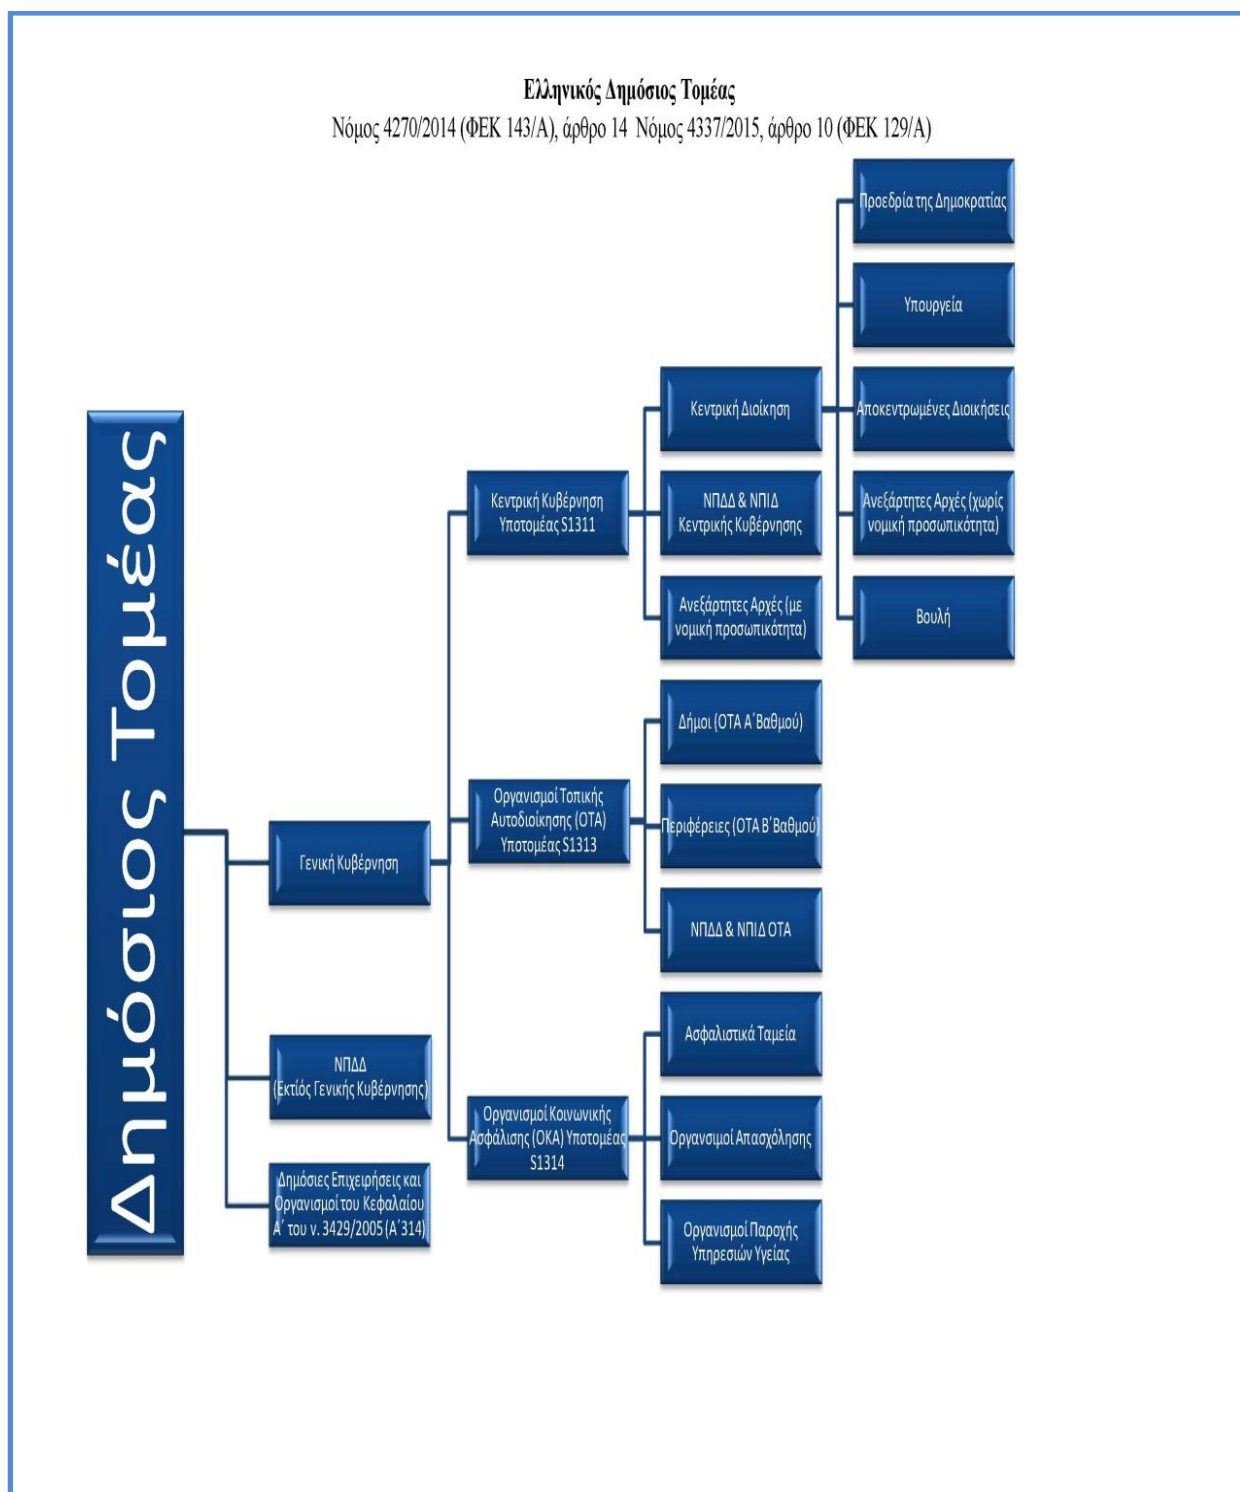 Ελληνικός Δημόσιος Τομέας
Νόμος 4270/2014 (ΦΕΚ 143/Α), άρθρο 14 Νόμος 4337/2015, άρθρο 10 (ΦΕΚ 129/Α)
Δημόσιος Τομέας
Γενική Κυβέρνηση
Κεντρική Κυβέρνηση
Υποτομέας S1311
Κεντρική Διοίκηση
Προεδρία της Δημοκρατίας
Υπουργεία
Αποκεντρωμένες Διοικήσεις
Ανεξάρτητες Αρχές (χωρίς
νομική προσωπικότητα)
Βουλή
ΝΠΔΔ & ΝΠΙΔ
Κεντρικής Κυβέρνησης
Ανεξάρτητες Αρχές (με
νομική προσωπικότητα)
Οργανισμοί Τοπικής
Αυτοδιοίκησης (ΟΤΑ)
Υποτομέας S1313
Δήμοι (ΟΤΑ Α΄Βαθμού)
Περιφέρειες (ΟΤΑ Β΄Βαθμού)
ΝΠΔΔ & ΝΠΙΔ ΟΤΑ
Οργανισμοί Κοινωνικής
Ασφάλισης (ΟΚΑ) Υποτομέας
S1314
Ασφαλιστικά Ταμεία
Οργανσιμοί Απασχόλησης
Οργανισμοί Παροχής
Υπηρεσιών Υγείας
ΝΠΔΔ
(Εκτίός Γενικής Κυβέρνησης)
Δημόσιες Επιχειρήσεις και
Οργανισμοί του Κεφαλαίου
Α΄ του ν. 3429/2005 (Α΄314)